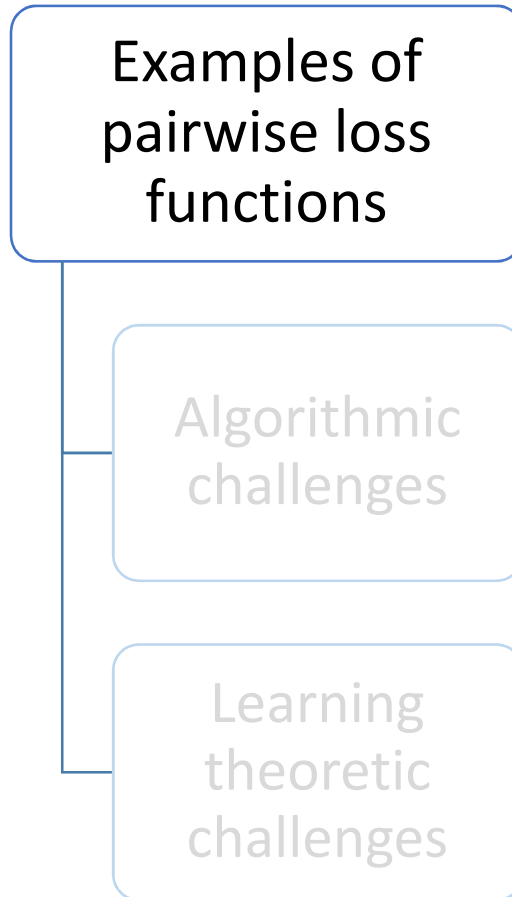 Examples of
pairwise loss
functions
Algorithmic
challenges
Learning
theoretic
challenges